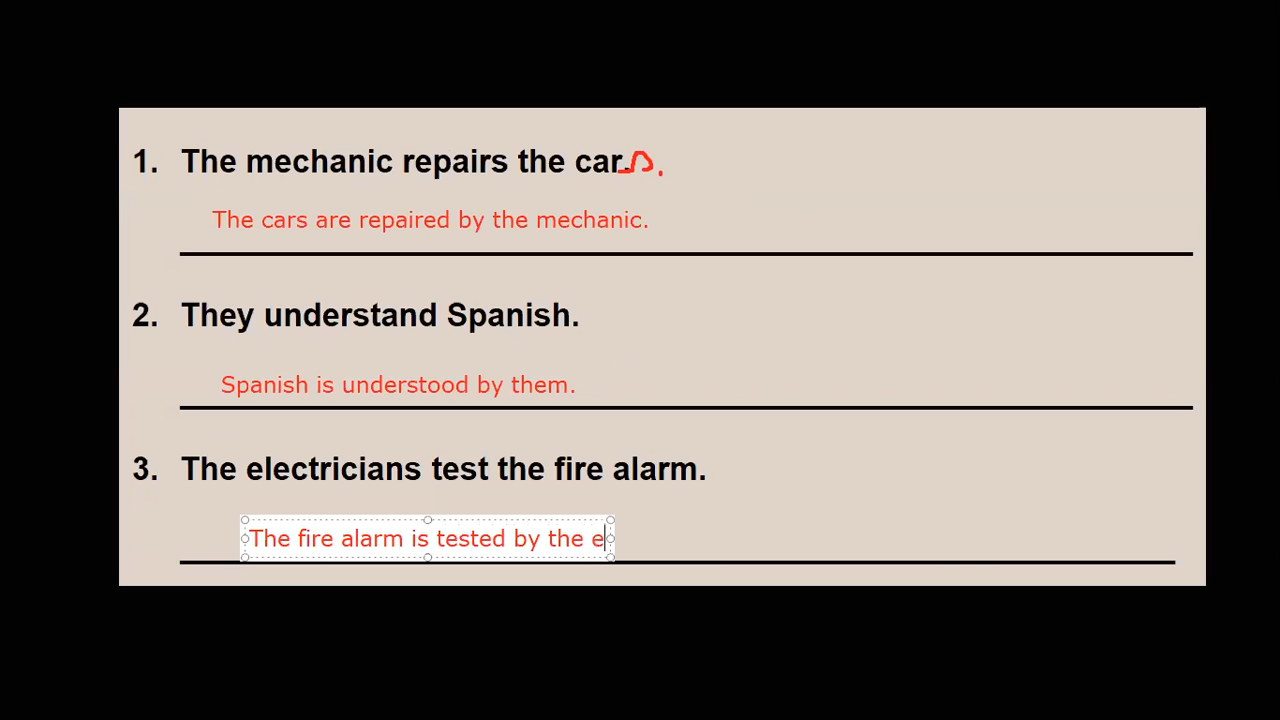 1. The mechanic repairs the cars.
The cars are repaired by the mechanic.
2. They understand Spanish.
Spanish is understood by them.
3. The electricians test the fire alarm.
The fire alarm is tested by the e